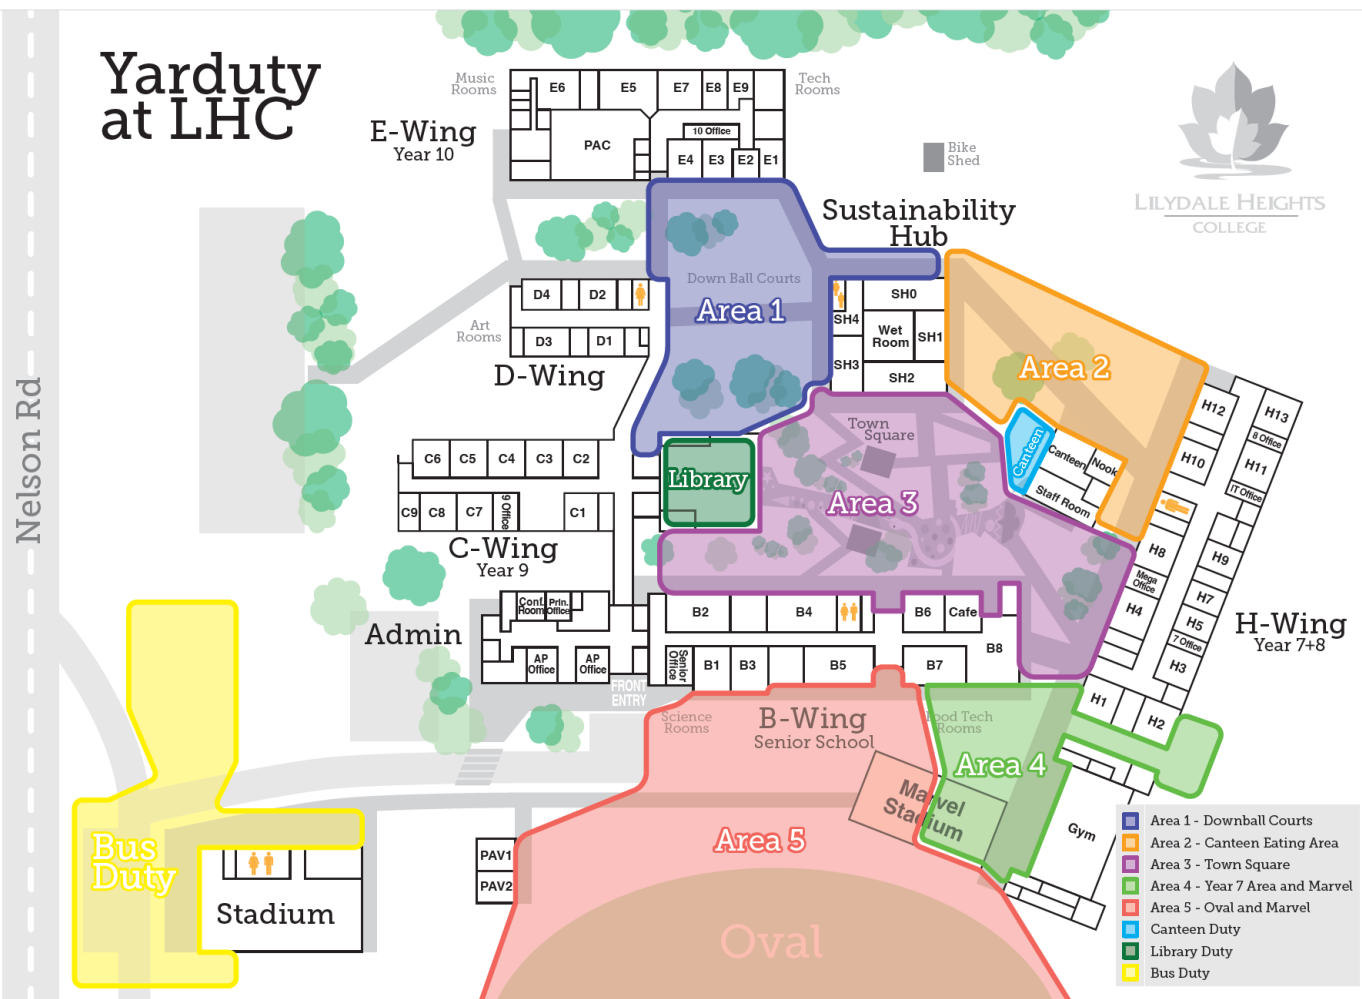 Yarduty
at LHC
Music
Rooms
Tech
Rooms
E6
E5
E7
E8
E9
E-Wing
Year 10
PAC
10 Office
E4
E3
E2
E1
Bike
Shed
LILYDALE HEIGHTS
COLLEGE
Sustainability
Hub
Down Ball Courts
Area 1
D4
D2
Art
Rooms
D3
D1
D-Wing
SH0
SH4
Wet
Room
SH1
SH3
SH2
Area 2
Nelson Rd
H12
H13
8 Office
H10
H11
IT Office
Town
Square
Canteen
Canteen
Nook
Staff Room
C6
C5
C4
C3
C2
Library
Area 3
C9
C8
C7
9 Office
C1
C-Wing
Year 9
H8
H9
Mega
Office
H7
H4
H5
7 Office
H3
H-Wing
Year 7+8
Conf.
Room
Prin.
Office
Admin
AP
Office
AP
Office
B2
B4
B6
Cafe
Senior
Office
B1
B3
B5
B7
B8
FRONT
ENTRY
H1
H2
Science
Rooms
B-Wing
Senior School
Food Tech
Rooms
Area 4
Marvel
Stadium
Gym
Area 5
Bus
Duty
PAV1
PAV2
Stadium
Oval
Area 1 - Downball Courts
Area 2 - Canteen Eating Area
Area 3 - Town Square
Area 4 - Year 7 Area and Marvel
Area 5 - Oval and Marvel
Canteen Duty
Library Duty
Bus Duty